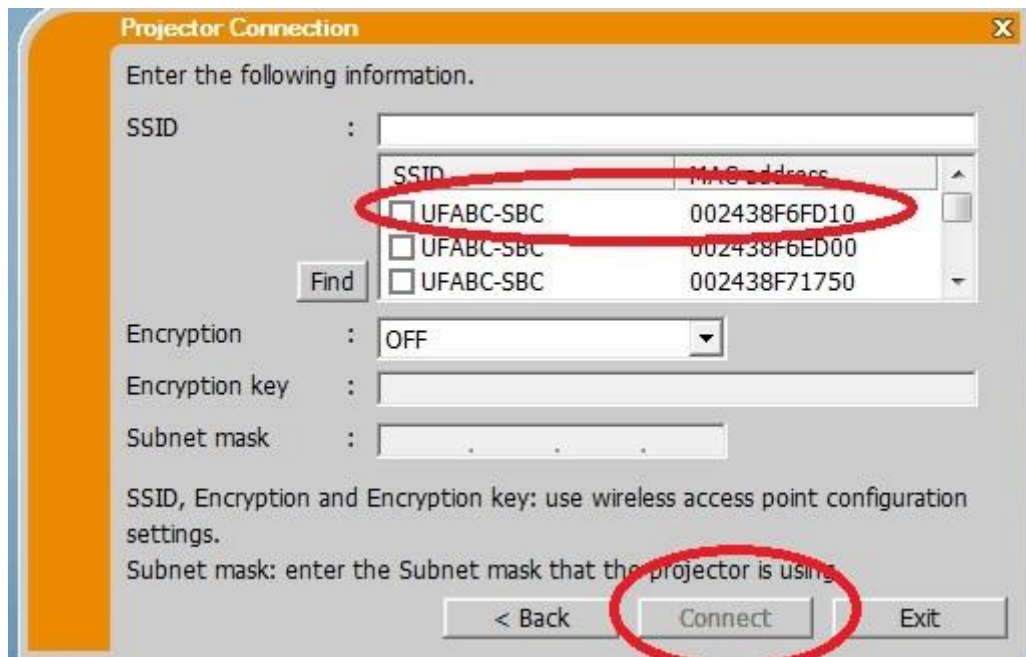 Projector Connection
X
Enter the following information.
SSID :
SSID MAC address
UFABC-SBC 002438F6FD10
UFABC-SBC 002438F6ED00
Find UFABC-SBC 002438F71750
Encryption : OFF
Encryption key :
Subnet mask : . . .
SSID, Encryption and Encryption key: use wireless access point configuration
settings.
Subnet mask: enter the Subnet mask that the projector is using.
< Back Connect Exit